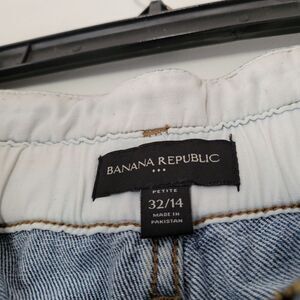 BANANA REPUBLIC
PETITE
32/14
MADE IN
PAKISTAN